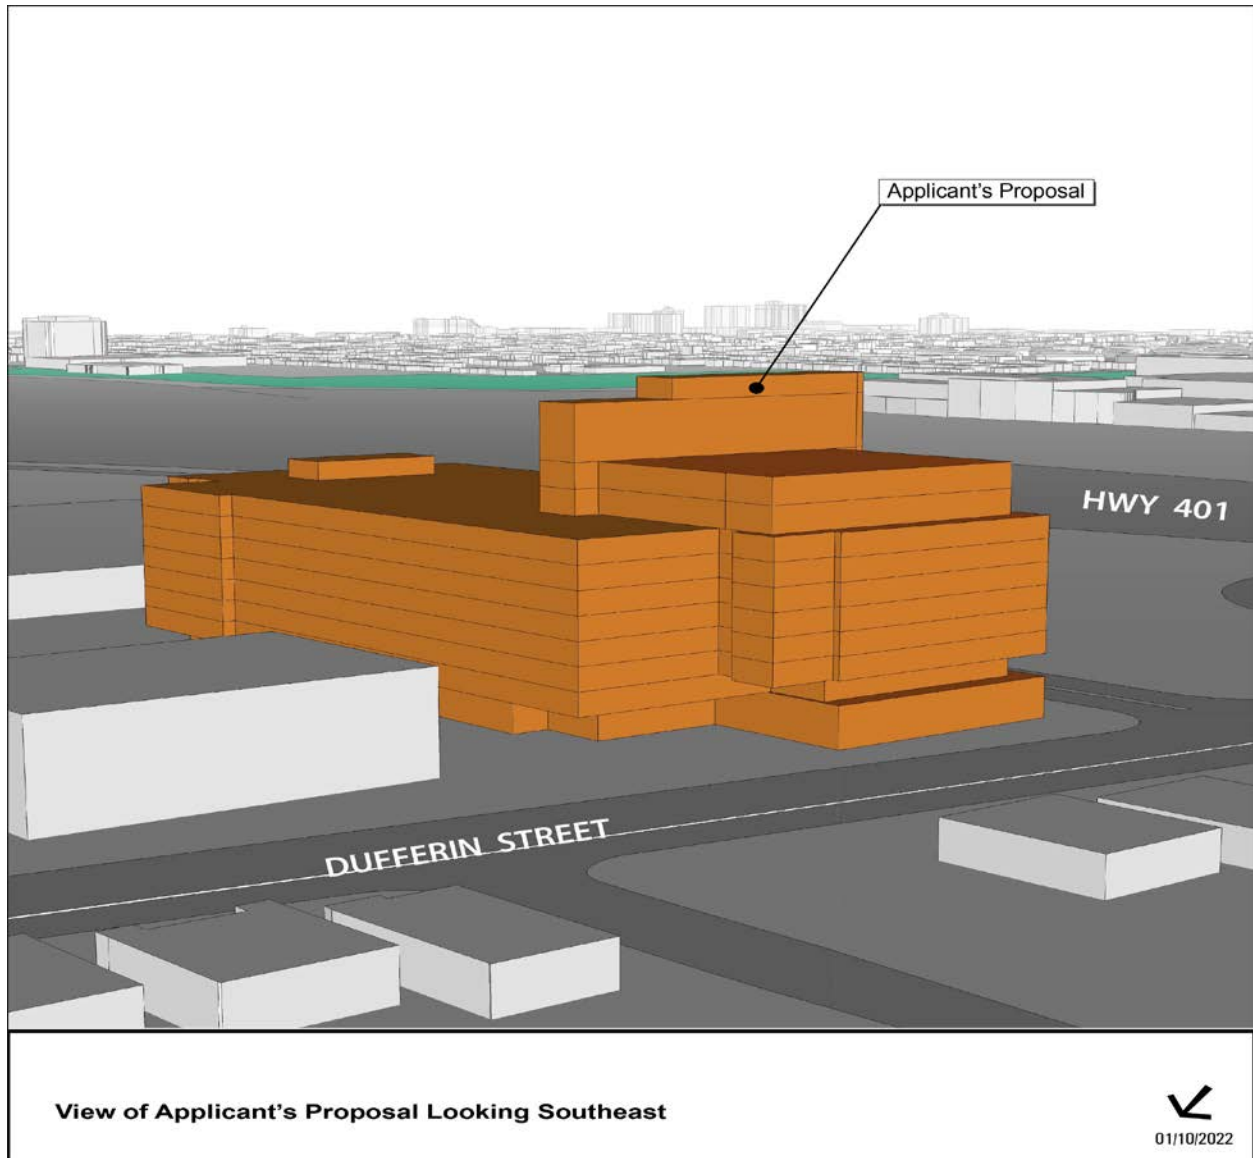 Applicant's Proposal
HWY 401
DUFFERIN STREET
View of Applicant's Proposal Looking Southeast
01/10/2022